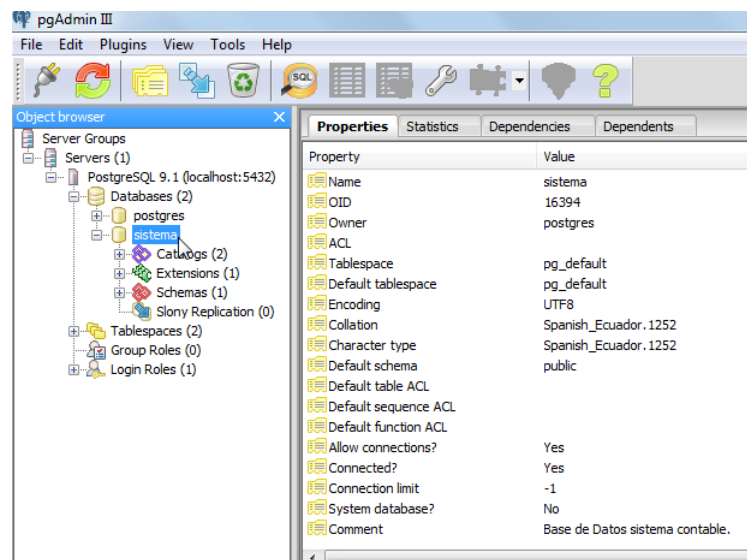 pgAdmin III
File Edit Plugins View Tools Help
SQL
Object browser
Server Groups
Servers (1)
PostgreSQL 9.1 (localhost:5432)
Databases (2)
postgres
sistema
Catalogs (2)
Extensions (1)
Schemas (1)
Slony Replication (0)
Tablespaces (2)
Group Roles (0)
Login Roles (1)
Properties Statistics Dependencies Dependents
Property Value
Name sistema
OID 16394
Owner postgres
ACL
Tablespace pg_default
Default tablespace pg_default
Encoding UTF8
Collation Spanish_Ecuador.1252
Character type Spanish_Ecuador.1252
Default schema public
Default table ACL
Default sequence ACL
Default function ACL
Allow connections? Yes
Connected? Yes
Connection limit -1
System database? No
Comment Base de Datos sistema contable.